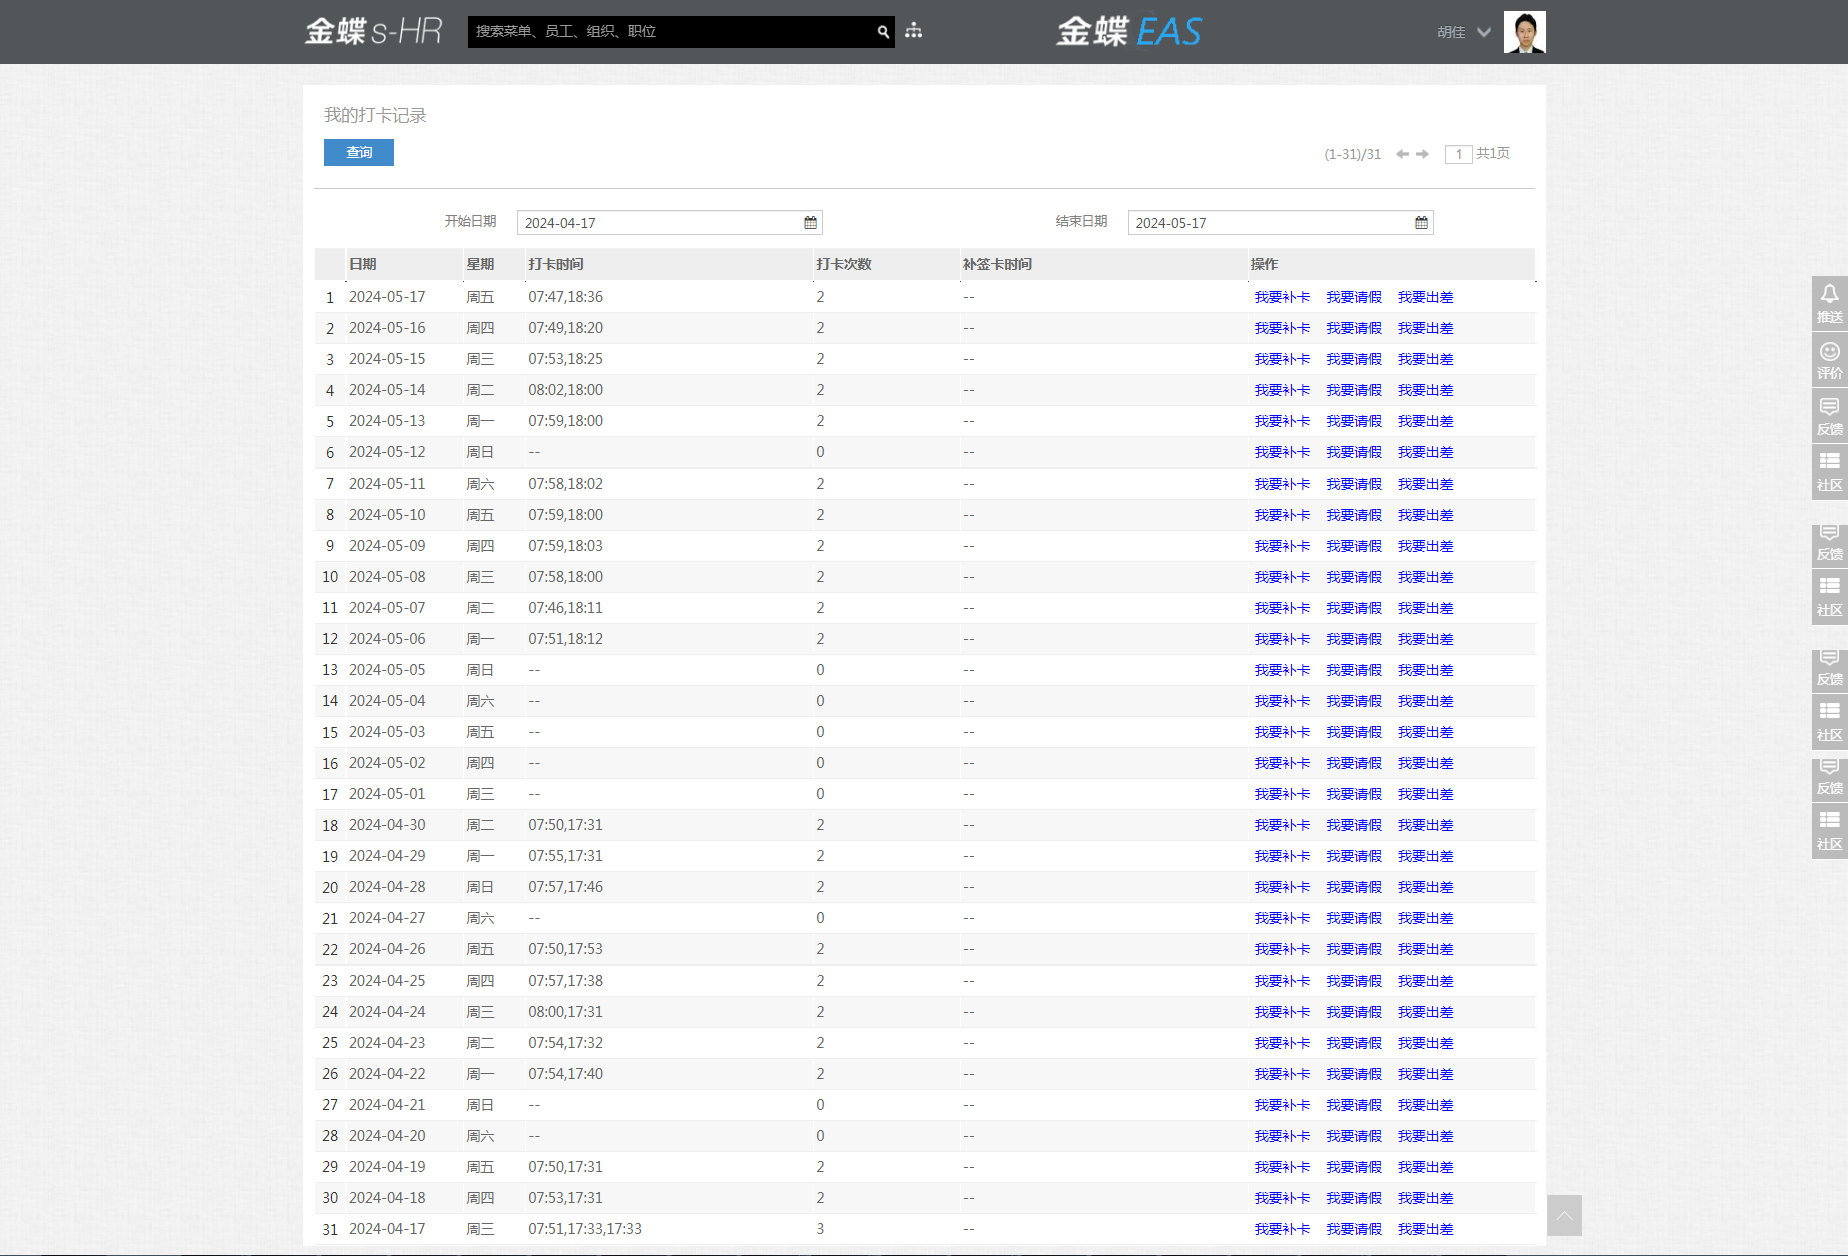 金蝶 s-HR 搜索菜单、员工、组织、职位 金蝶 EAS 胡佳
我的打卡记录
查询 (1-31)/31 1 共1页
开始日期 2024-04-17 结束日期 2024-05-17
日期 星期 打卡时间 打卡次数 补签卡时间 操作
1 2024-05-17 周五 07:47,18:36 2 -- 我要补卡 我要请假 我要出差
2 2024-05-16 周四 07:49,18:20 2 -- 我要补卡 我要请假 我要出差
3 2024-05-15 周三 07:53,18:25 2 -- 我要补卡 我要请假 我要出差
4 2024-05-14 周二 08:02,18:00 2 -- 我要补卡 我要请假 我要出差
5 2024-05-13 周一 07:59,18:00 2 -- 我要补卡 我要请假 我要出差
6 2024-05-12 周日 -- 0 -- 我要补卡 我要请假 我要出差
7 2024-05-11 周六 07:58,18:02 2 -- 我要补卡 我要请假 我要出差
8 2024-05-10 周五 07:59,18:00 2 -- 我要补卡 我要请假 我要出差
9 2024-05-09 周四 07:59,18:03 2 -- 我要补卡 我要请假 我要出差
10 2024-05-08 周三 07:58,18:00 2 -- 我要补卡 我要请假 我要出差
11 2024-05-07 周二 07:46,18:11 2 -- 我要补卡 我要请假 我要出差
12 2024-05-06 周一 07:51,18:12 2 -- 我要补卡 我要请假 我要出差
13 2024-05-05 周日 -- 0 -- 我要补卡 我要请假 我要出差
14 2024-05-04 周六 -- 0 -- 我要补卡 我要请假 我要出差
15 2024-05-03 周五 -- 0 -- 我要补卡 我要请假 我要出差
16 2024-05-02 周四 -- 0 -- 我要补卡 我要请假 我要出差
17 2024-05-01 周三 -- 0 -- 我要补卡 我要请假 我要出差
18 2024-04-30 周二 07:50,17:31 2 -- 我要补卡 我要请假 我要出差
19 2024-04-29 周一 07:55,17:31 2 -- 我要补卡 我要请假 我要出差
20 2024-04-28 周日 07:57,17:46 2 -- 我要补卡 我要请假 我要出差
21 2024-04-27 周六 -- 0 -- 我要补卡 我要请假 我要出差
22 2024-04-26 周五 07:50,17:53 2 -- 我要补卡 我要请假 我要出差
23 2024-04-25 周四 07:57,17:38 2 -- 我要补卡 我要请假 我要出差
24 2024-04-24 周三 08:00,17:31 2 -- 我要补卡 我要请假 我要出差
25 2024-04-23 周二 07:54,17:32 2 -- 我要补卡 我要请假 我要出差
26 2024-04-22 周一 07:54,17:40 2 -- 我要补卡 我要请假 我要出差
27 2024-04-21 周日 -- 0 -- 我要补卡 我要请假 我要出差
28 2024-04-20 周六 -- 0 -- 我要补卡 我要请假 我要出差
29 2024-04-19 周五 07:50,17:31 2 -- 我要补卡 我要请假 我要出差
30 2024-04-18 周四 07:53,17:31 2 -- 我要补卡 我要请假 我要出差
31 2024-04-17 周三 07:51,17:33,17:33 3 -- 我要补卡 我要请假 我要出差
推送
评价
反馈
社区
反馈
社区
反馈
社区
反馈
社区